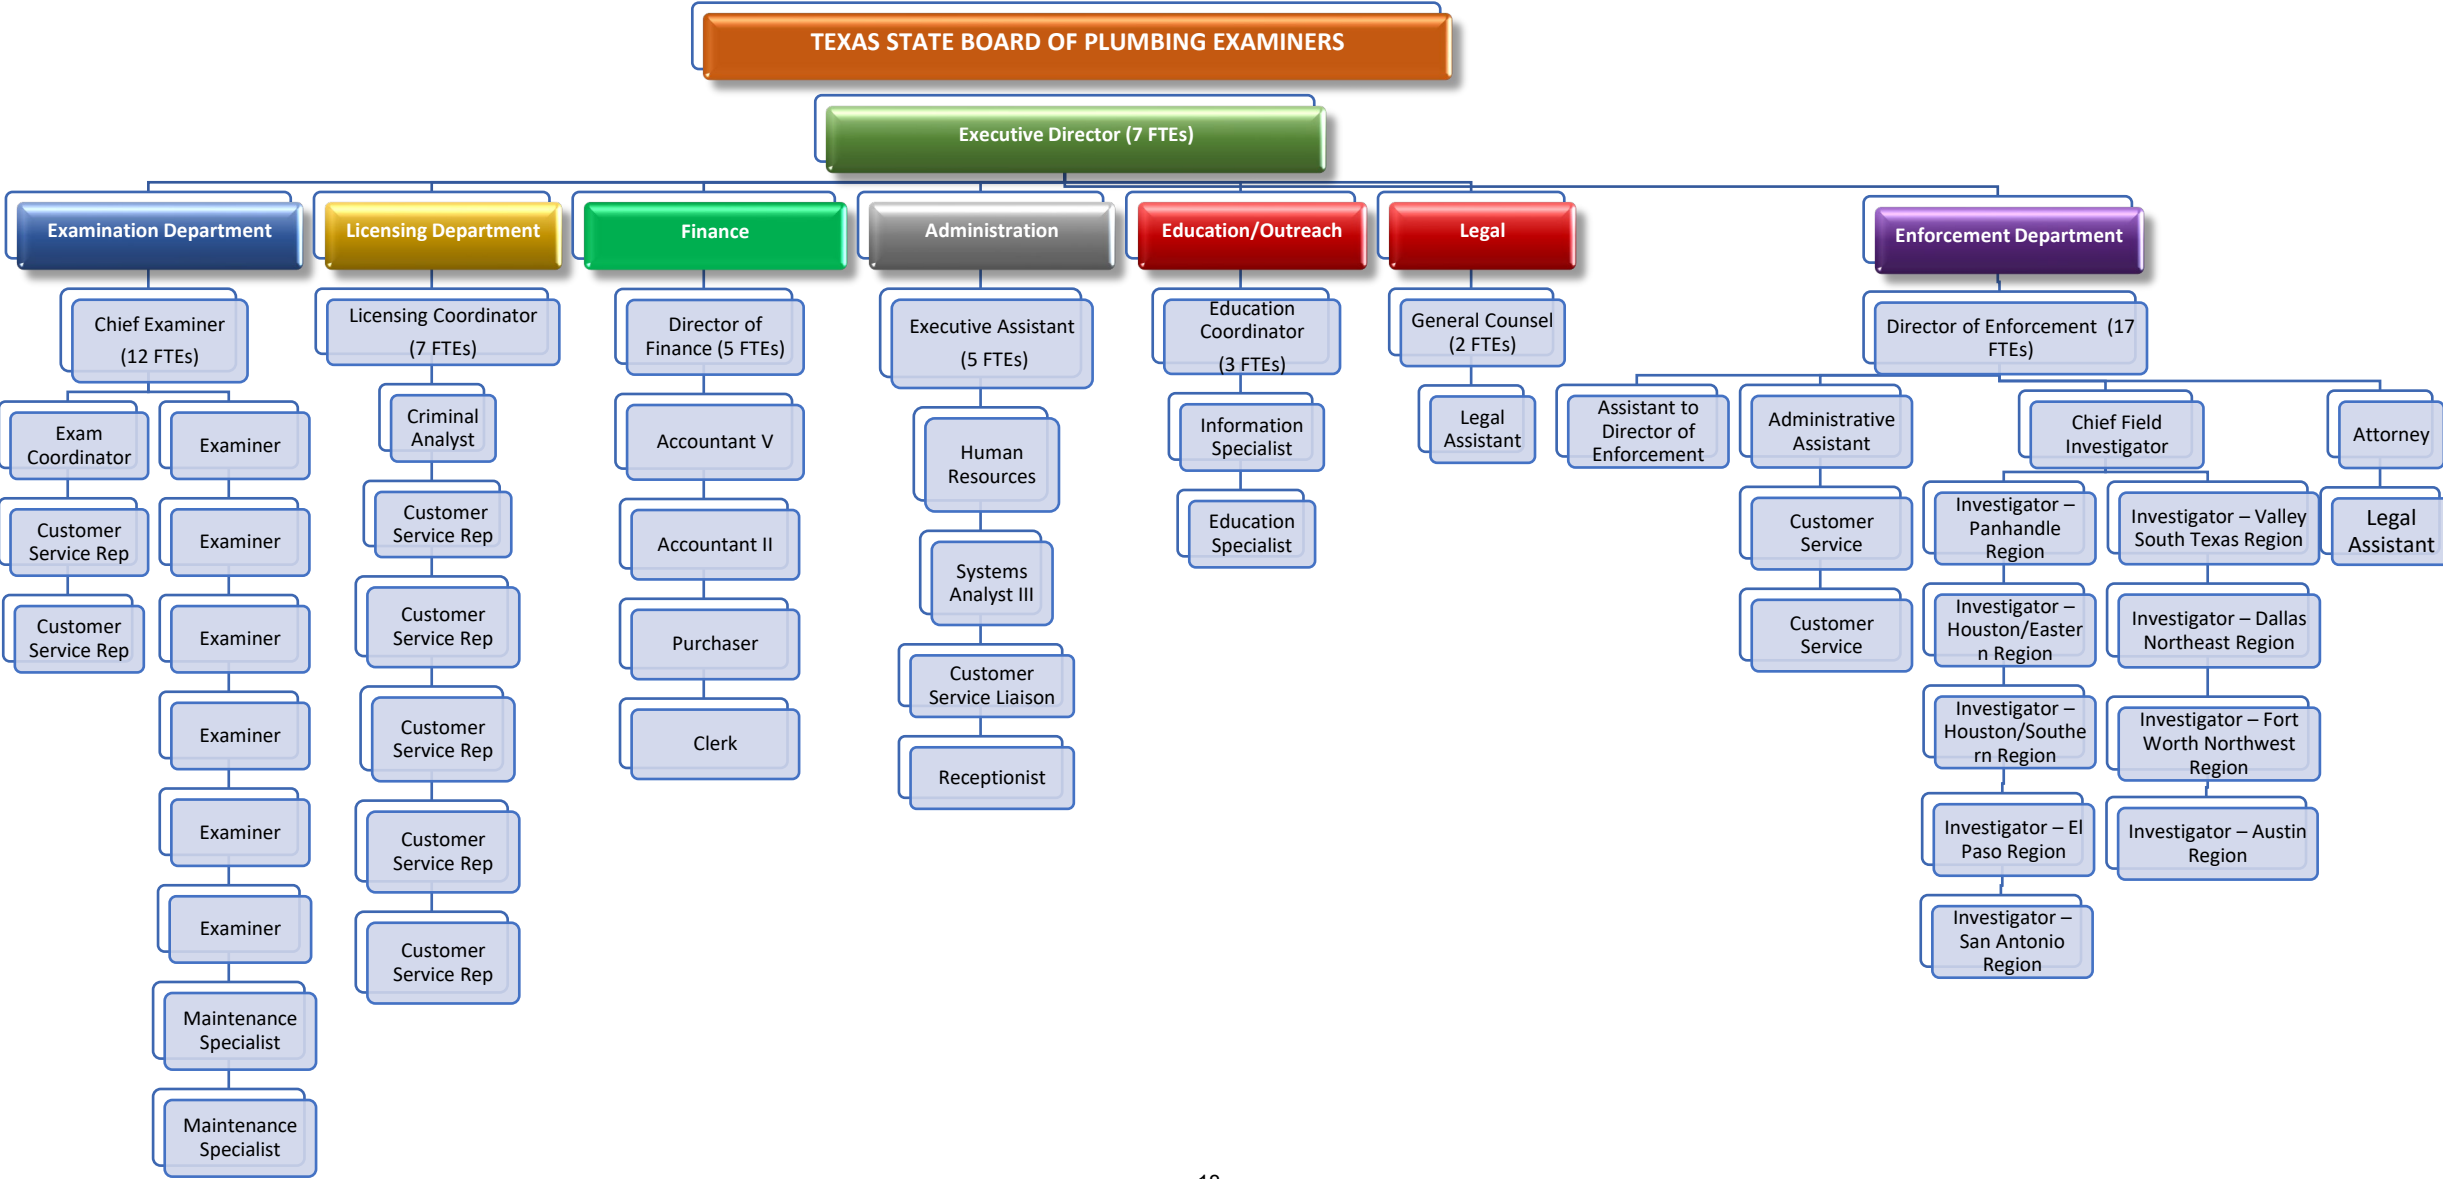 TEXAS STATE BOARD OF PLUMBING EXAMINERS
Executive Director (7 FTEs)
Examination Department
Chief Examiner
(12 FTEs)
Exam
Coordinator
Customer
Service Rep
Customer
Service Rep
Examiner
Examiner
Examiner
Examiner
Examiner
Examiner
Maintenance
Specialist
Maintenance
Specialist
Licensing Department
Licensing Coordinator
(7 FTEs)
Criminal
Analyst
Customer
Service Rep
Customer
Service Rep
Customer
Service Rep
Customer
Service Rep
Customer
Service Rep
Finance
Director of
Finance (5 FTEs)
Accountant V
Accountant II
Purchaser
Clerk
Administration
Executive Assistant
(5 FTEs)
Human
Resources
Systems
Analyst III
Customer
Service Liaison
Receptionist
Education/Outreach
Education
Coordinator
(3 FTEs)
Information
Specialist
Education
Specialist
Legal
General Counsel
(2 FTEs)
Legal
Assistant
Enforcement Department
Director of Enforcement (17
FTEs)
Assistant to
Director of
Enforcement
Administrative
Assistant
Customer
Service
Customer
Service
Chief Field
Investigator
Investigator –
Panhandle
Region
Investigator –
Houston/Easter
n Region
Investigator –
Houston/Southe
rn Region
Investigator – El
Paso Region
Investigator –
San Antonio
Region
Investigator – Valley
South Texas Region
Investigator – Dallas
Northeast Region
Investigator – Fort
Worth Northwest
Region
Investigator – Austin
Region
Attorney
Legal
Assistant